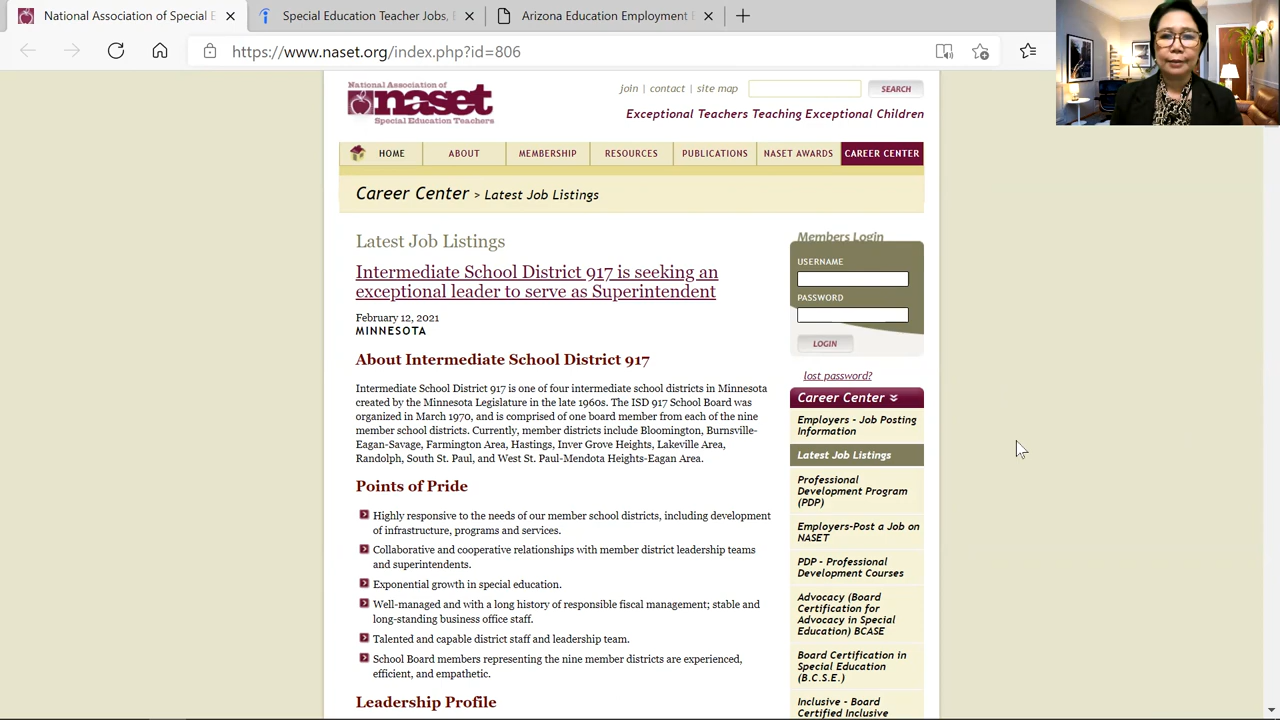 National Association of Special E
Special Education Teacher Jobs, E
Arizona Education Employment B
https://www.naset.org/index.php?id=806
National Association of
naset
Special Education Teachers
join | contact | site map
SEARCH
Exceptional Teachers Teaching Exceptional Children
HOME ABOUT MEMBERSHIP RESOURCES PUBLICATIONS NASET AWARDS CAREER CENTER
Career Center > Latest Job Listings
Latest Job Listings
Intermediate School District 917 is seeking an
exceptional leader to serve as Superintendent
February 12, 2021
MINNESOTA
About Intermediate School District 917
Intermediate School District 917 is one of four intermediate school districts in Minnesota
created by the Minnesota Legislature in the late 1960s. The ISD 917 School Board was
organized in March 1970, and is comprised of one board member from each of the nine
member school districts. Currently, member districts include Bloomington, Burnsville-
Eagan-Savage, Farmington Area, Hastings, Inver Grove Heights, Lakeville Area,
Randolph, South St. Paul, and West St. Paul-Mendota Heights-Eagan Area.
Points of Pride
Highly responsive to the needs of our member school districts, including development
of infrastructure, programs and services.
Collaborative and cooperative relationships with member district leadership teams
and superintendents.
Exponential growth in special education.
Well-managed and with a long history of responsible fiscal management; stable and
long-standing business office staff.
Talented and capable district staff and leadership team.
School Board members representing the nine member districts are experienced,
efficient, and empathetic.
Leadership Profile
Members Login
USERNAME
PASSWORD
LOGIN
lost password?
Career Center
Employers - Job Posting
Information
Latest Job Listings
Professional
Development Program
(PDP)
Employers-Post a Job on
NASET
PDP - Professional
Development Courses
Advocacy (Board
Certification for
Advocacy in Special
Education) BCASE
Board Certification in
Special Education
(B.C.S.E.)
Inclusive - Board
Certified Inclusive